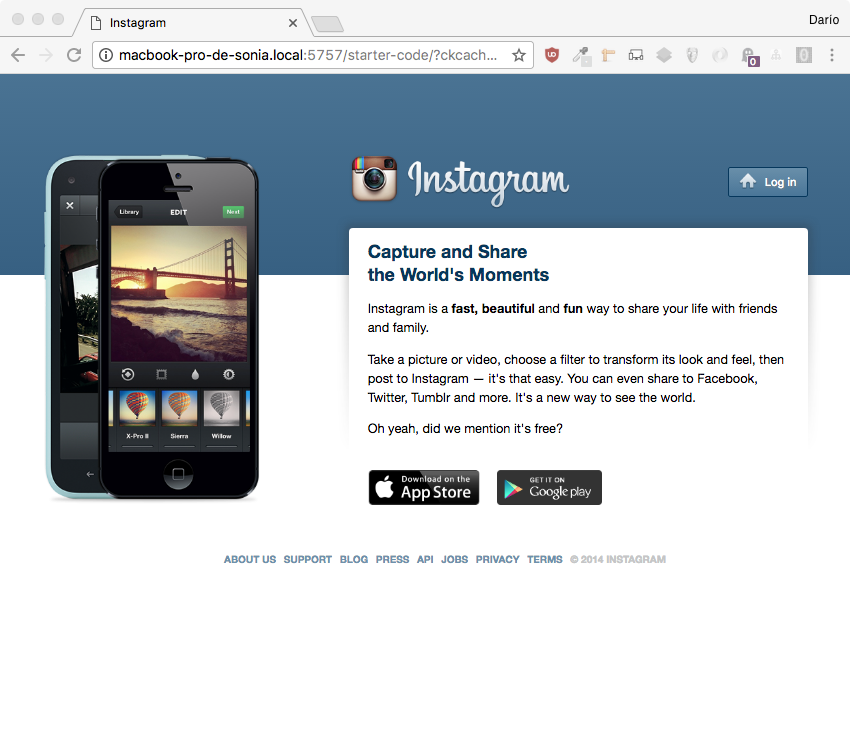 Instagram
Dario
macbook-pro-de-sonia.local:5757/starter-code/?ckcach...
UD
0
0
Instagram
Log in
Library
EDIT
Next
Capture and Share
the World's Moments
Instagram is a fast, beautiful and fun way to share your life with friends
and family.
Take a picture or video, choose a filter to transform its look and feel, then
post to Instagram — it's that easy. You can even share to Facebook,
Twitter, Tumblr and more. It's a new way to see the world.
Oh yeah, did we mention it's free?
X-Pro II
Sierra
Willow
Download on the
App Store
GET IT ON
Google play
ABOUT US SUPPORT BLOG PRESS API JOBS PRIVACY TERMS © 2014 INSTAGRAM